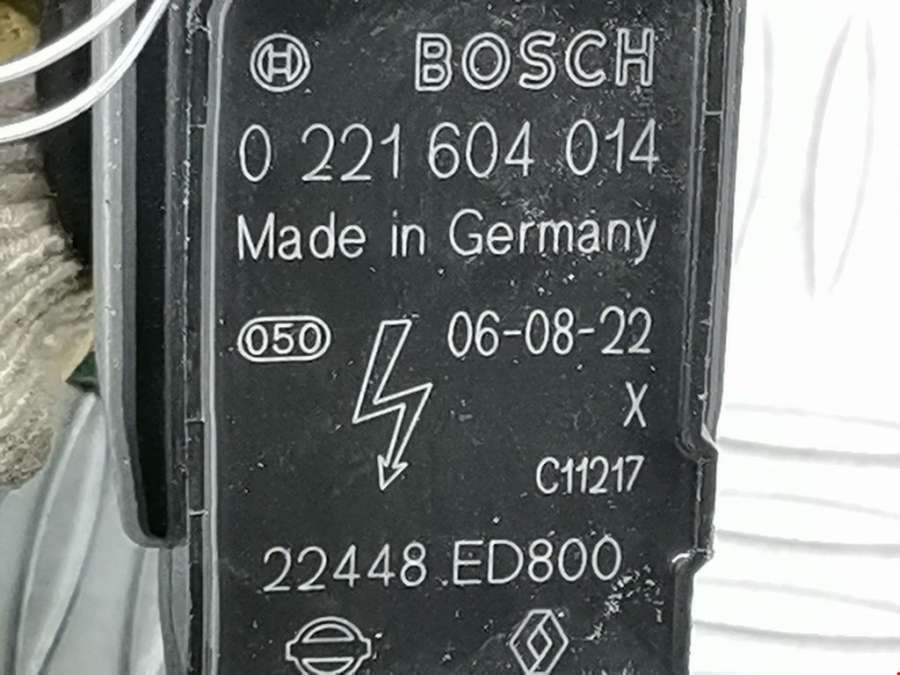 BOSCH
0 221 604 014
Made in Germany
050 06-08-22
X
C11217
22448 ED800